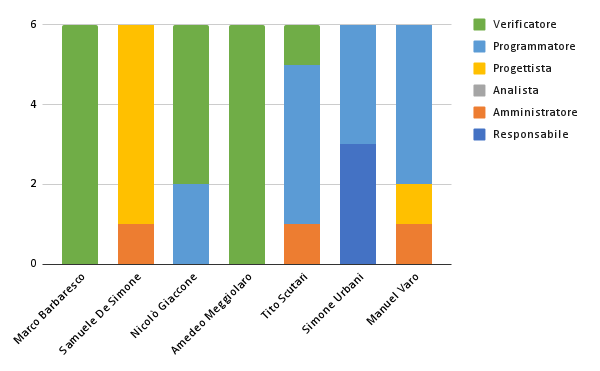 6
4
2
0
Marco Barbaresco
Samuele De Simone
Nicolò Giaccone
Amedeo Meggiolaro
Tito Scutari
Simone Urbani
Manuel Varo
Verificatore
Programmatore
Progettista
Analista
Amministratore
Responsabile